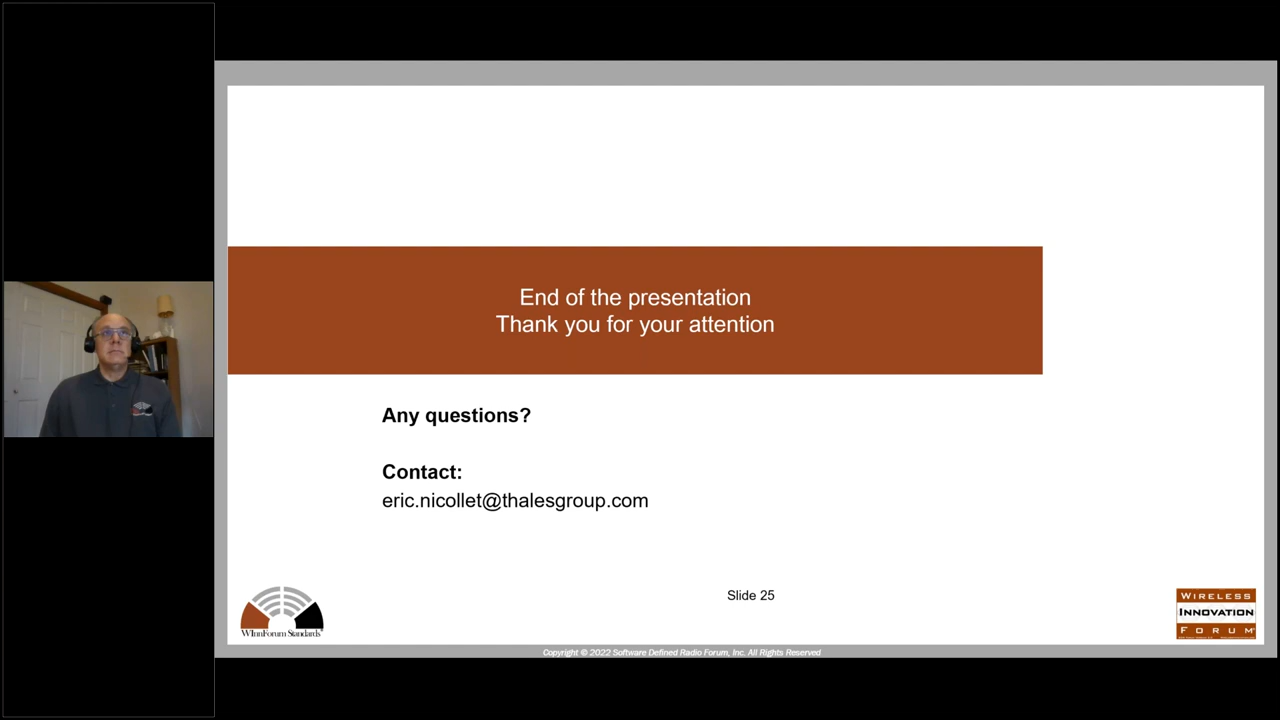 End of the presentation
Thank you for your attention
Any questions?
Contact:
eric.nicollet@thalesgroup.com
Slide 25
WInnForum Standards
WIRELESS
INNOVATION
FORUM
Copyright © 2022 Software Defined Radio Forum, Inc. All Rights Reserved